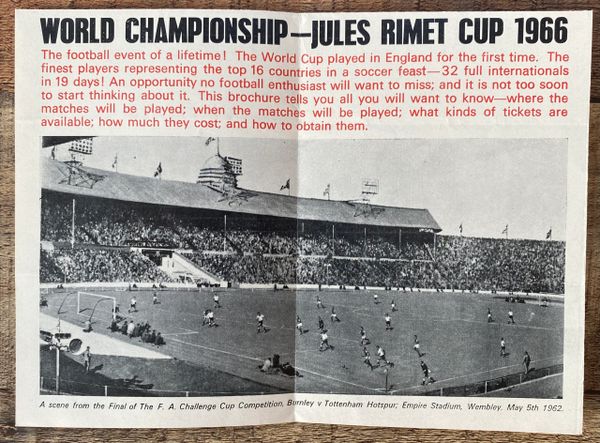 WORLD CHAMPIONSHIP—JULES RIMET CUP 1966
The football event of a lifetime! The World Cup played in England for the first time. The
finest players representing the top 16 countries in a soccer feast—32 full internationals
in 19 days! An opportunity no football enthusiast will want to miss; and it is not too soon
to start thinking about it. This brochure tells you all you will want to know—where the
matches will be played; when the matches will be played; what kinds of tickets are
available; how much they cost; and how to obtain them.
A scene from the Final of The F. A. Challenge Cup Competition, Burnley v Tottenham Hotspur; Empire Stadium, Wembley. May 5th 1962.